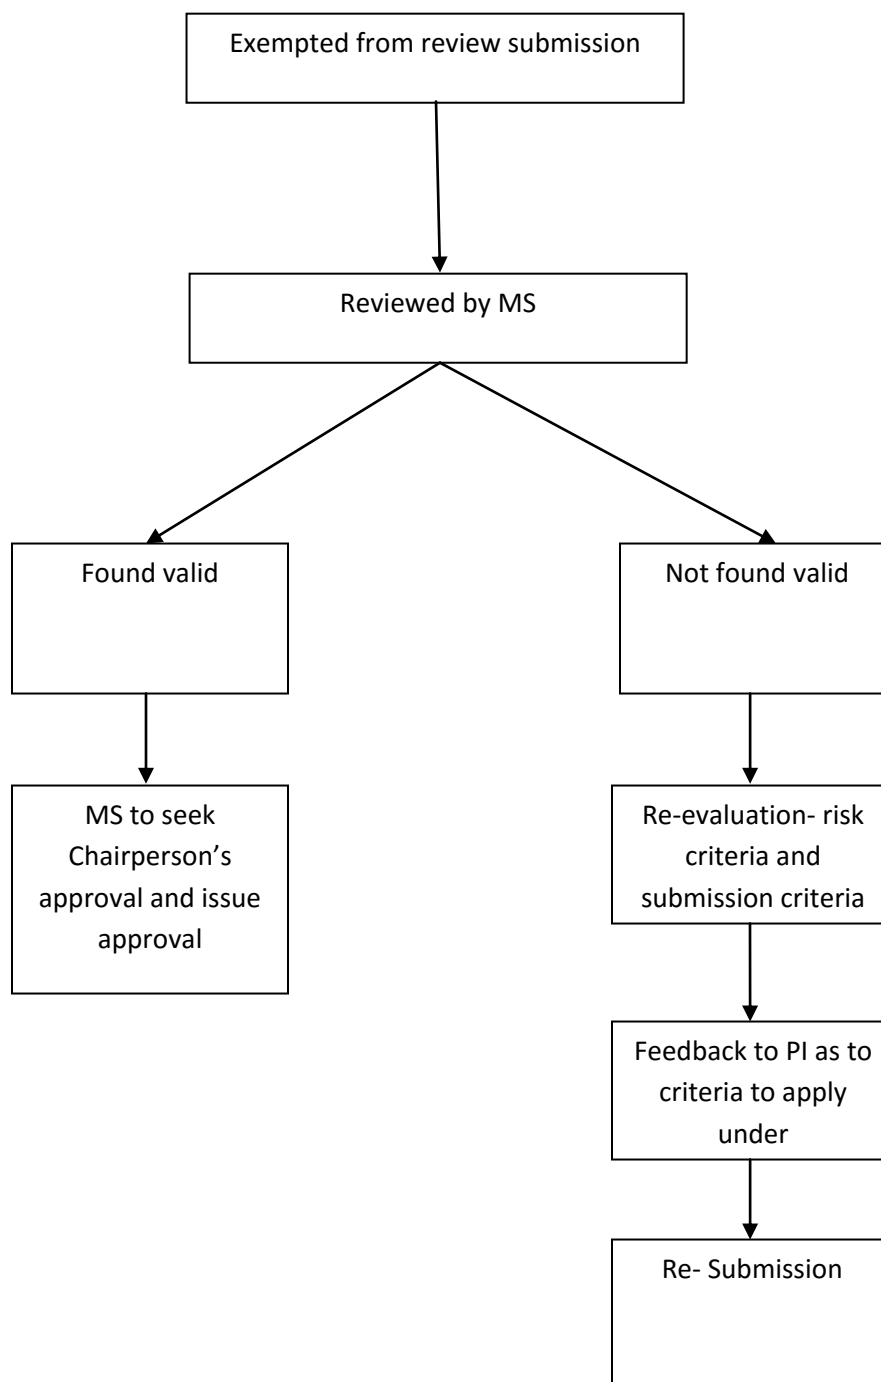 Exempted from review submission
Reviewed by MS
Found valid
Not found valid
MS to seek
Chairperson’s
approval and issue
approval
Re-evaluation- risk
criteria and
submission criteria
Feedback to PI as to
criteria to apply
under
Re- Submission